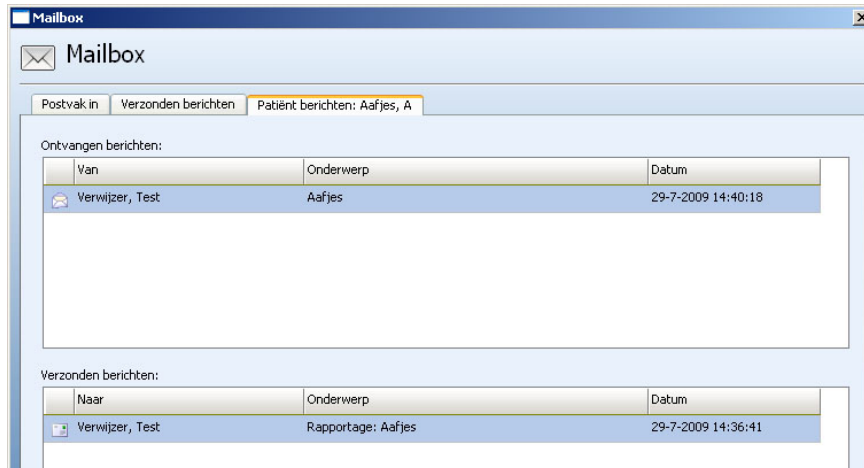 Mailbox
Mailbox
Postvak in Verzonden berichten Patiënt berichten: Aafjes, A
Ontvangen berichten:
Van Onderwerp Datum
Verwijzer, Test Aafjes 29-7-2009 14:40:18
Verzonden berichten:
Naar Onderwerp Datum
Verwijzer, Test Rapportage: Aafjes 29-7-2009 14:36:41